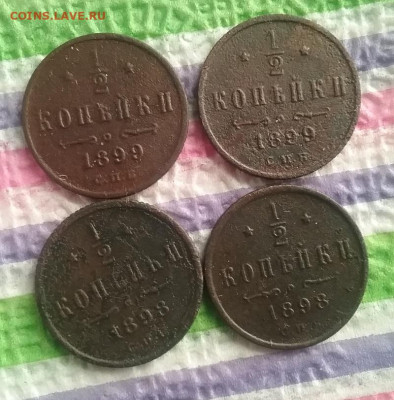 COINS.LAVE.RU
1/2
КОПѢЙКИ
1899
С.П.Б.
1/2
КОПѢЙКИ
1899
С.П.Б.
1/2
КОПѢЙКИ
1898
С.П.Б.
1/2
КОПѢЙКИ
1898
С.П.Б.